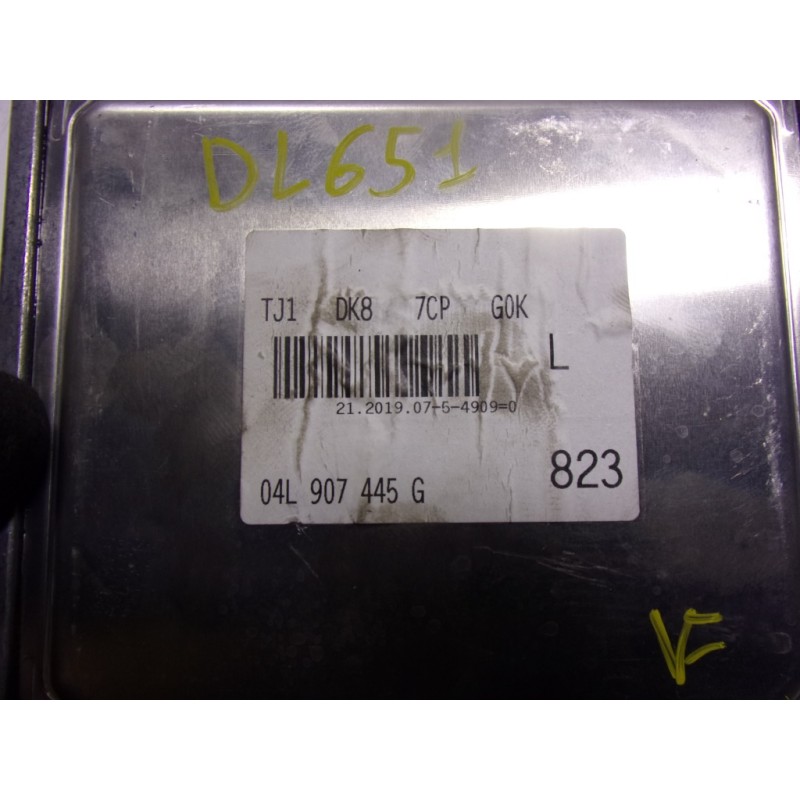 DL651
TJ1 DK8 7CP G0K
L
21.2019.07-5-4909=0
823
04L 907 445 G
VF